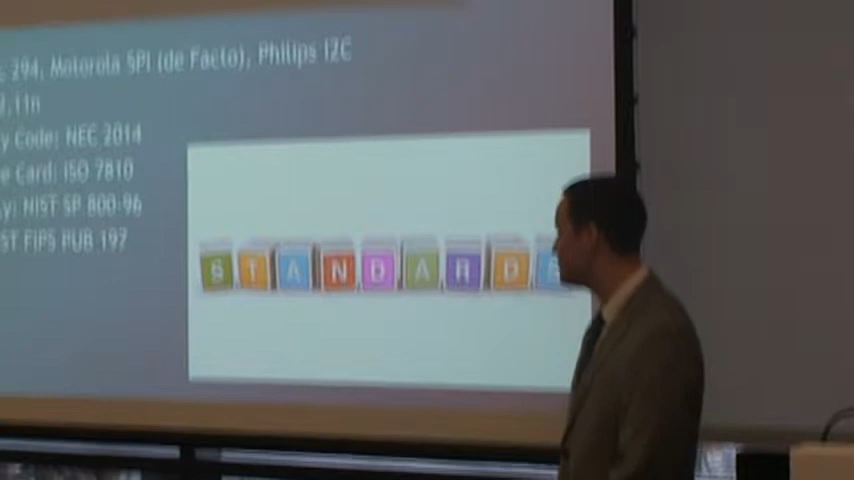 294, Motorola SPI (de Facto), Philips I2C
.11n
Code: NEC 2014
Card: ISO 7810
NIST SP 800-96
FIPS PUB 197
STANDARDS